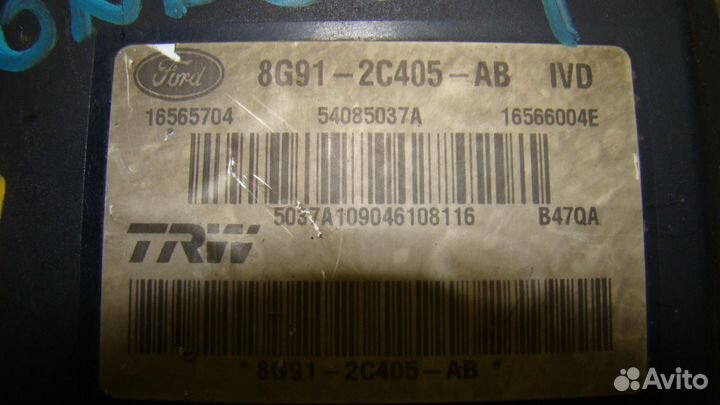 Ford 8G91-2C405-AB IVD
16565704 54085037A 16566004E
5037A109046108116 B47QA
TRW
*8G91-2C405-AB*
Avito